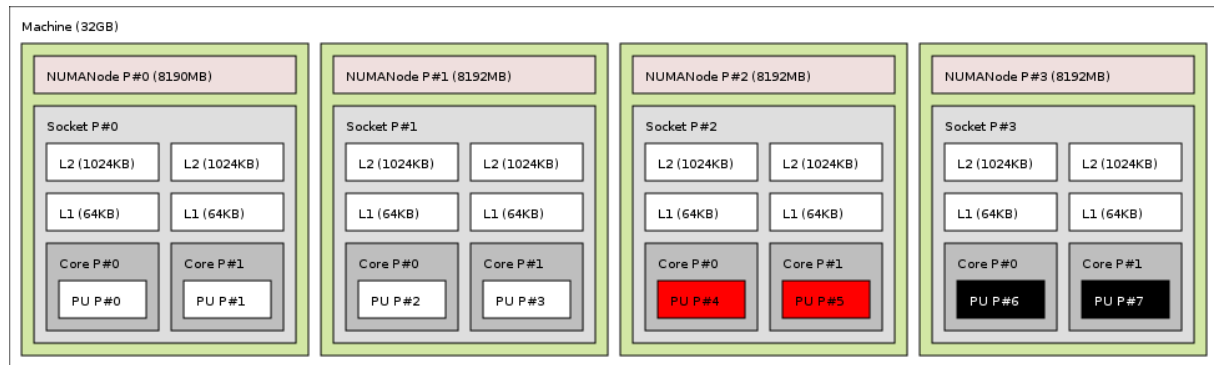 Machine (32GB)
NUMANode P#0 (8190MB)
Socket P#0
L2 (1024KB) L2 (1024KB)
L1 (64KB) L1 (64KB)
Core P#0 Core P#1
PU P#0 PU P#1
NUMANode P#1 (8192MB)
Socket P#1
L2 (1024KB) L2 (1024KB)
L1 (64KB) L1 (64KB)
Core P#0 Core P#1
PU P#2 PU P#3
NUMANode P#2 (8192MB)
Socket P#2
L2 (1024KB) L2 (1024KB)
L1 (64KB) L1 (64KB)
Core P#0 Core P#1
PU P#4 PU P#5
NUMANode P#3 (8192MB)
Socket P#3
L2 (1024KB) L2 (1024KB)
L1 (64KB) L1 (64KB)
Core P#0 Core P#1
PU P#6 PU P#7